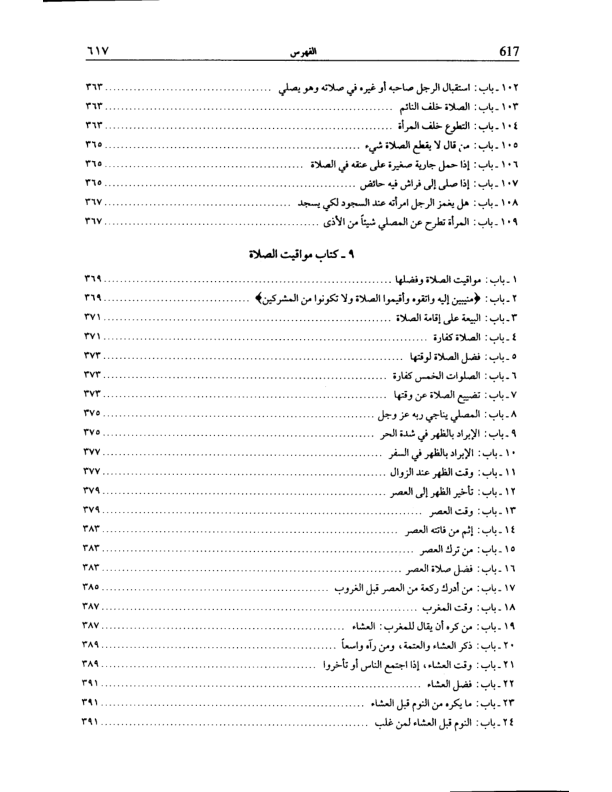 617 الفهرس ٦١٧
١٠٢ ـ باب: استقبال الرجل صاحبه أو غيره في صلاته وهو يصلي ........ ٣٦٣
١٠٣ ـ باب: الصلاة خلف النائم ........ ٣٦٣
١٠٤ ـ باب: التطوع خلف المرأة ........ ٣٦٣
١٠٥ ـ باب: من قال لا يقطع الصلاة شيء ........ ٣٦٥
١٠٦ ـ باب: إذا حمل جارية صغيرة على عنقه في الصلاة ........ ٣٦٥
١٠٧ ـ باب: إذا صلى إلى فراش فيه حائض ........ ٣٦٥
١٠٨ ـ باب: هل يغمز الرجل امرأته عند السجود لكي يسجد ........ ٣٦٧
١٠٩ ـ باب: المرأة تطرح عن المصلي شيئاً من الأذى ........ ٣٦٧
٩ ـ كتاب مواقيت الصلاة
١ ـ باب: مواقيت الصلاة وفضلها ........ ٣٦٩
٢ ـ باب: ﴿منيبين إليه واتقوه وأقيموا الصلاة ولا تكونوا من المشركين﴾ ........ ٣٦٩
٣ ـ باب: البيعة على إقامة الصلاة ........ ٣٧١
٤ ـ باب: الصلاة كفارة ........ ٣٧١
٥ ـ باب: فضل الصلاة لوقتها ........ ٣٧٣
٦ ـ باب: الصلوات الخمس كفارة ........ ٣٧٣
٧ ـ باب: تضييع الصلاة عن وقتها ........ ٣٧٣
٨ ـ باب: المصلي يناجي ربه عز وجل ........ ٣٧٥
٩ ـ باب: الإبراد بالظهر في شدة الحر ........ ٣٧٥
١٠ ـ باب: الإبراد بالظهر في السفر ........ ٣٧٧
١١ ـ باب: وقت الظهر عند الزوال ........ ٣٧٧
١٢ ـ باب: تأخير الظهر إلى العصر ........ ٣٧٩
١٣ ـ باب: وقت العصر ........ ٣٧٩
١٤ ـ باب: إثم من فاتته العصر ........ ٣٨٣
١٥ ـ باب: من ترك العصر ........ ٣٨٣
١٦ ـ باب: فضل صلاة العصر ........ ٣٨٣
١٧ ـ باب: من أدرك ركعة من العصر قبل الغروب ........ ٣٨٥
١٨ ـ باب: وقت المغرب ........ ٣٨٧
١٩ ـ باب: من كره أن يقال للمغرب: العشاء ........ ٣٨٧
٢٠ ـ باب: ذكر العشاء والعتمة، ومن رآه واسعاً ........ ٣٨٩
٢١ ـ باب: وقت العشاء، إذا اجتمع الناس أو تأخروا ........ ٣٨٩
٢٢ ـ باب: فضل العشاء ........ ٣٩١
٢٣ ـ باب: ما يكره من النوم قبل العشاء ........ ٣٩١
٢٤ ـ باب: النوم قبل العشاء لمن غلب ........ ٣٩١